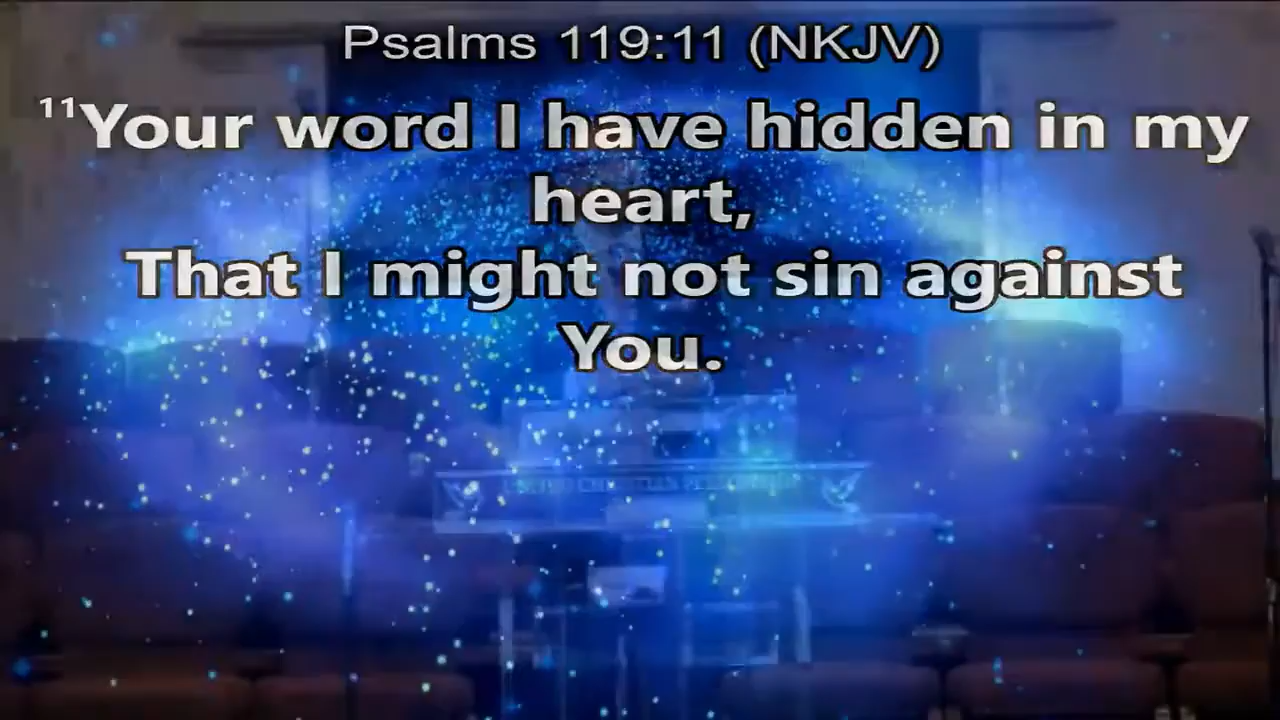 Psalms 119:11 (NKJV)
11Your word I have hidden in my
heart,
That I might not sin against
You.